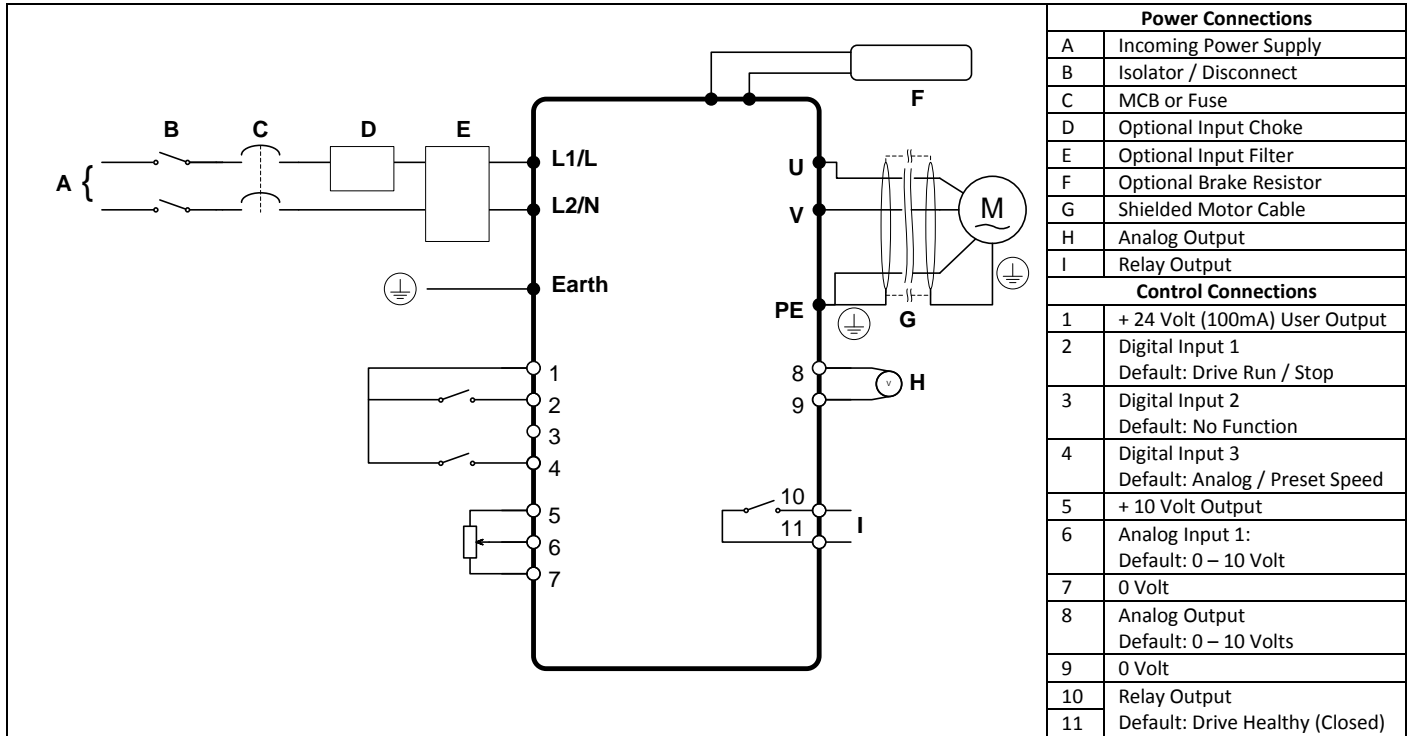 B
C
D
E
F
A {
L1/L
L2/N
Earth
U
V
PE
M
G
1
2
3
4
5
6
7
8
9
V
H
10
11
I
Power Connections
A Incoming Power Supply
B Isolator / Disconnect
C MCB or Fuse
D Optional Input Choke
E Optional Input Filter
F Optional Brake Resistor
G Shielded Motor Cable
H Analog Output
I Relay Output
Control Connections
1 + 24 Volt (100mA) User Output
2 Digital Input 1
Default: Drive Run / Stop
3 Digital Input 2
Default: No Function
4 Digital Input 3
Default: Analog / Preset Speed
5 + 10 Volt Output
6 Analog Input 1:
Default: 0 – 10 Volt
7 0 Volt
8 Analog Output
Default: 0 – 10 Volts
9 0 Volt
10 Relay Output
11 Default: Drive Healthy (Closed)